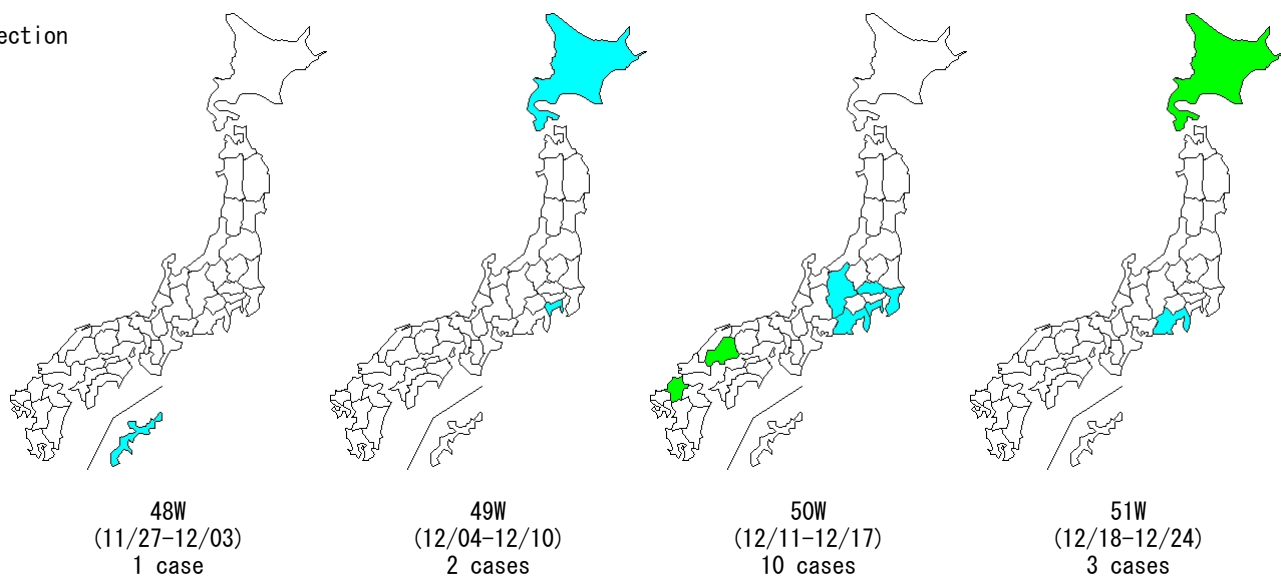 ection
48W
(11/27-12/03)
1 case
49W
(12/04-12/10)
2 cases
50W
(12/11-12/17)
10 cases
51W
(12/18-12/24)
3 cases